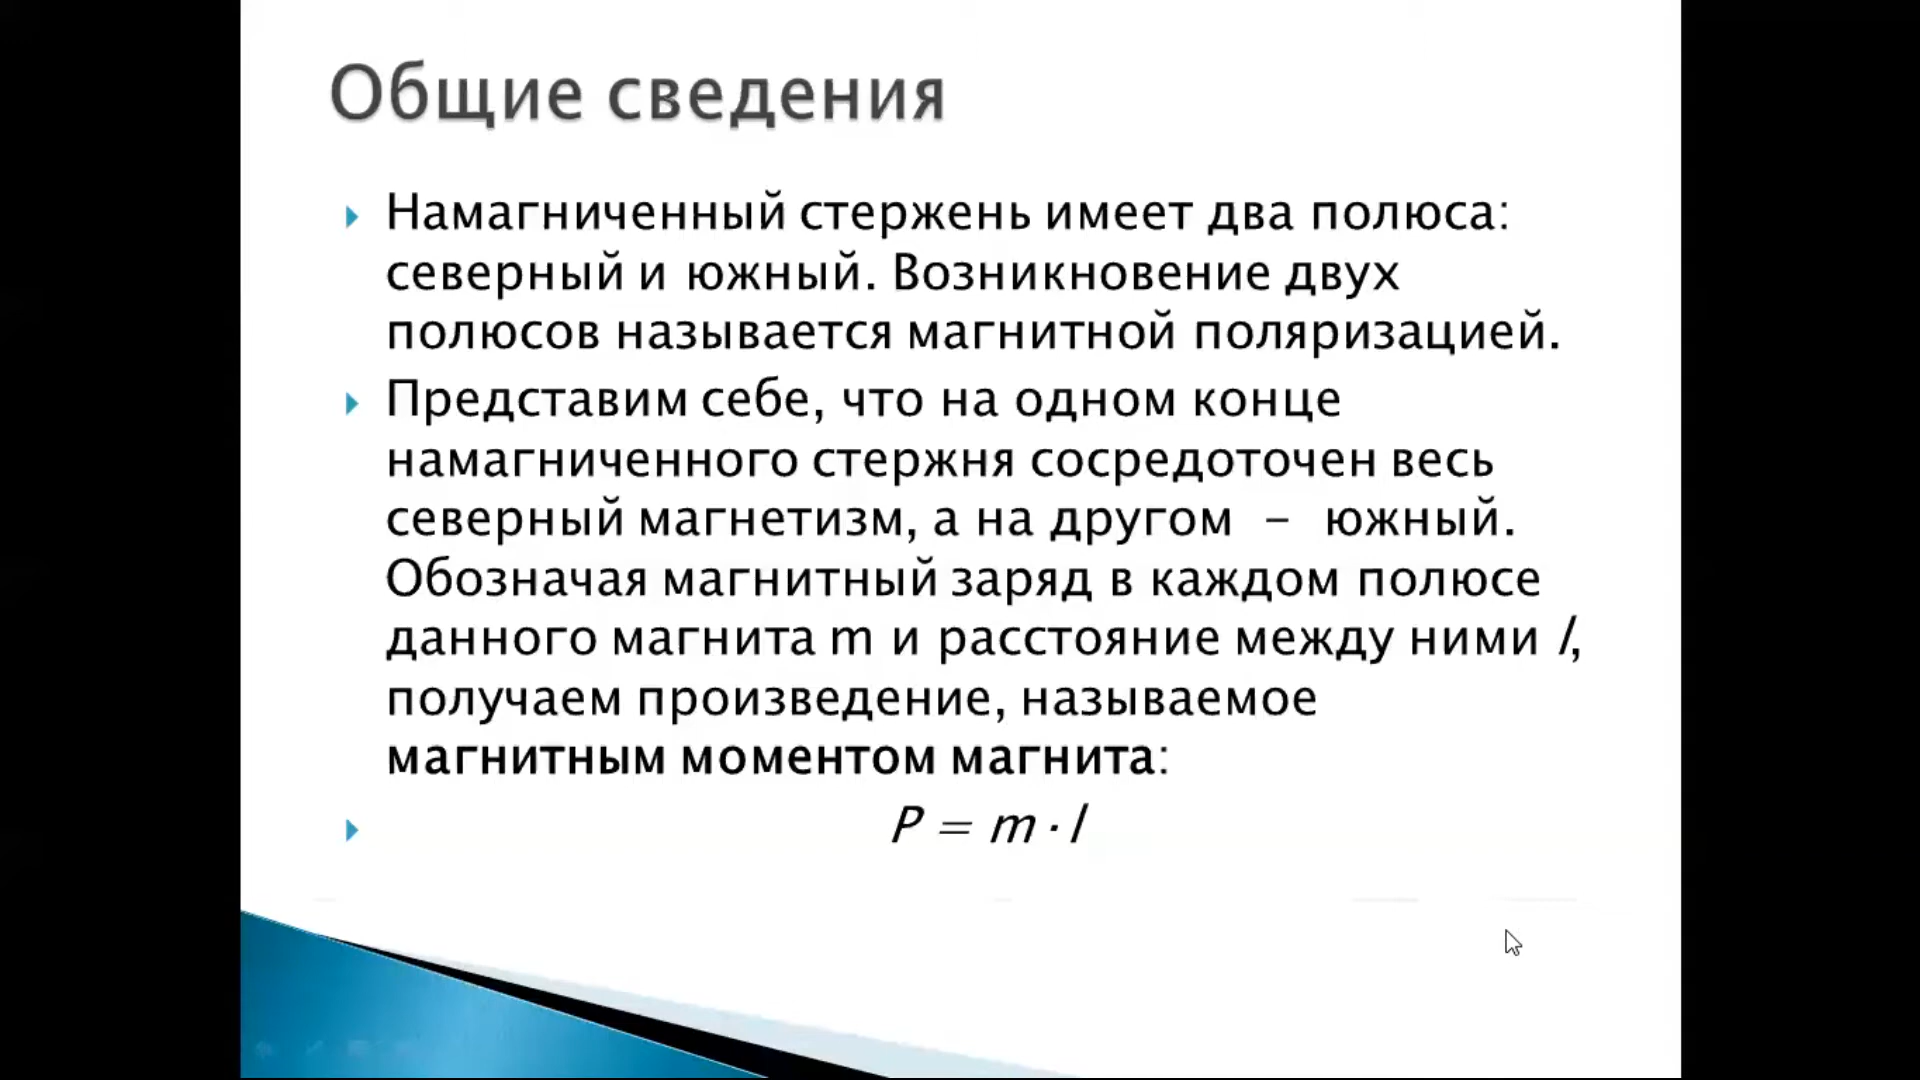 Общие сведения
Намагниченный стержень имеет два полюса:
северный и южный. Возникновение двух
полюсов называется магнитной поляризацией.
Представим себе, что на одном конце
намагниченного стержня сосредоточен весь
северный магнетизм, а на другом – южный.
Обозначая магнитный заряд в каждом полюсе
данного магнита m и расстояние между ними l,
получаем произведение, называемое
магнитным моментом магнита:
P = m · l